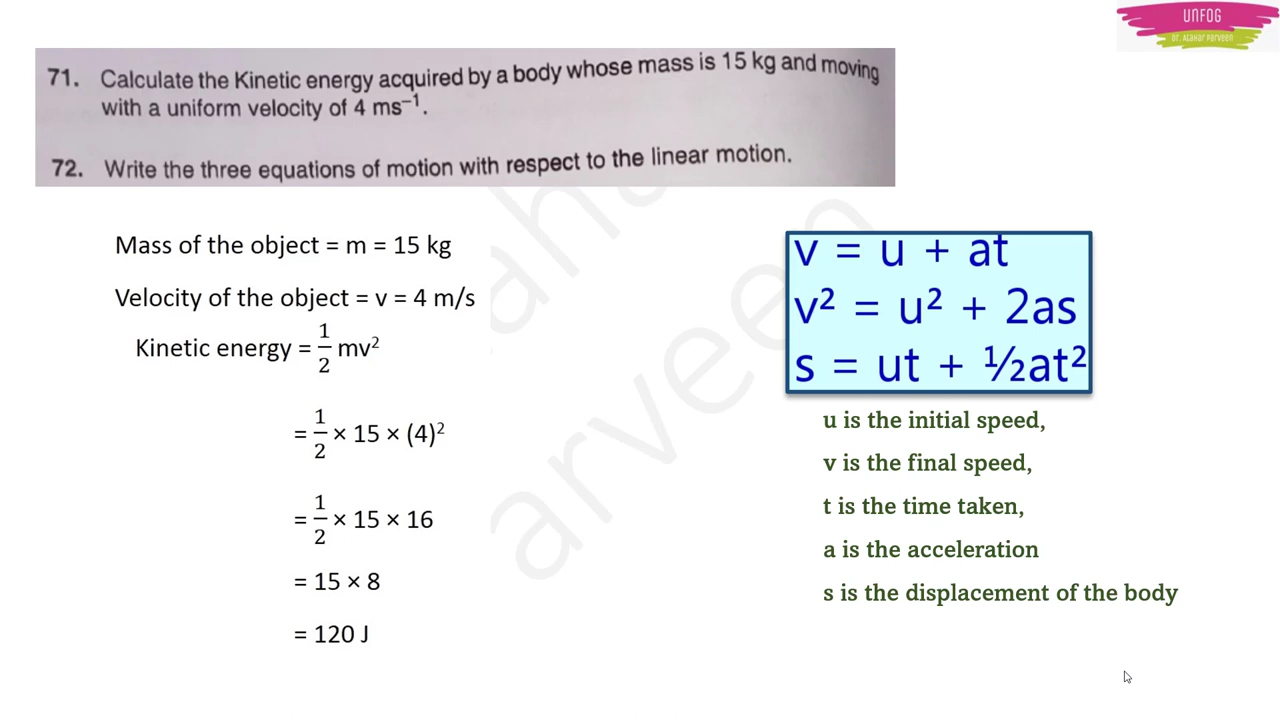 UNFOG
Dr. Atahar Parveen
71. Calculate the Kinetic energy acquired by a body whose mass is 15 kg and moving
with a uniform velocity of 4 ms⁻¹.
72. Write the three equations of motion with respect to the linear motion.
Mass of the object = m = 15 kg
Velocity of the object = v = 4 m/s
Kinetic energy = 1/2 mv²
= 1/2 × 15 × (4)²
= 1/2 × 15 × 16
= 15 × 8
= 120 J
v = u + at
v² = u² + 2as
s = ut + ½at²
u is the initial speed,
v is the final speed,
t is the time taken,
a is the acceleration
s is the displacement of the body
arveen